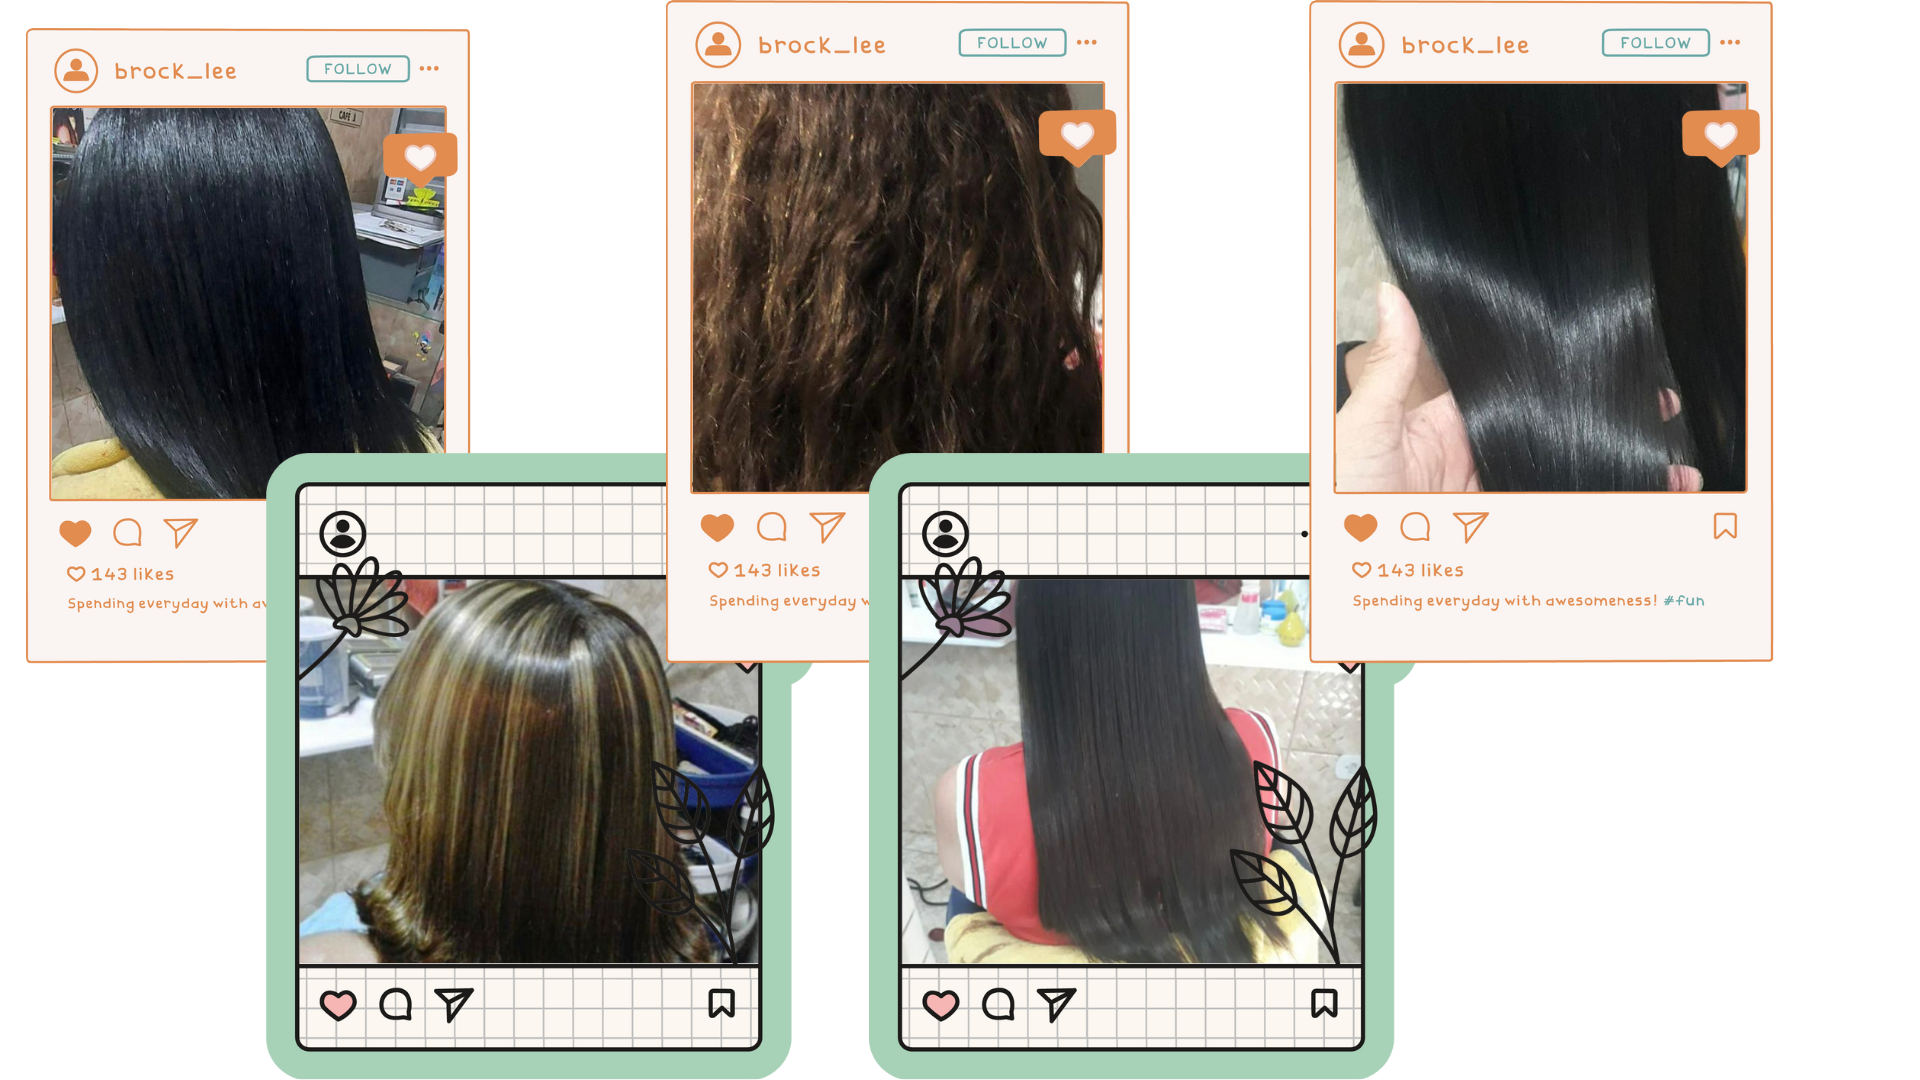 brock_lee
FOLLOW
CAFE
143 likes
Spending everyday with
brock_lee
FOLLOW
143 likes
Spending everyday
brock_lee
FOLLOW
143 likes
Spending everyday with awesomeness! #fun